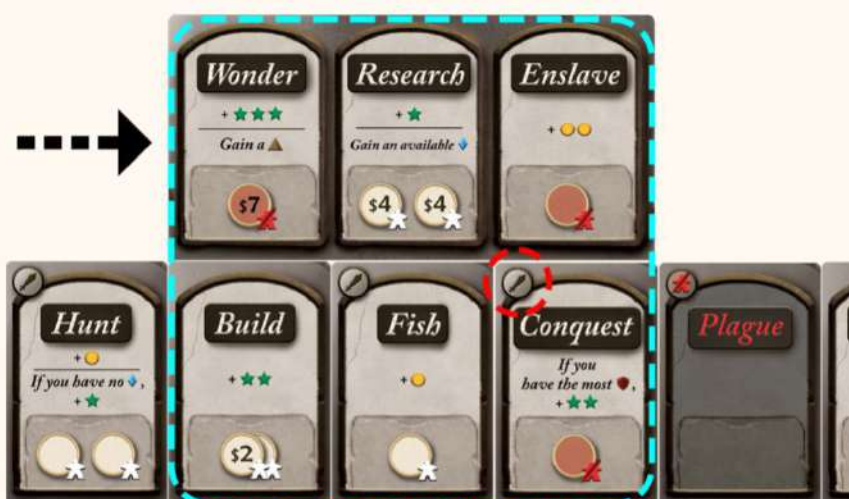 Wonder
+
Gain a
$7
Research
+
Gain an available
$4 $4
Enslave
+
Hunt
+
If you have no ,
+
Build
+
$2
Fish
+
Conquest
If you
have the most ,
+
Plague